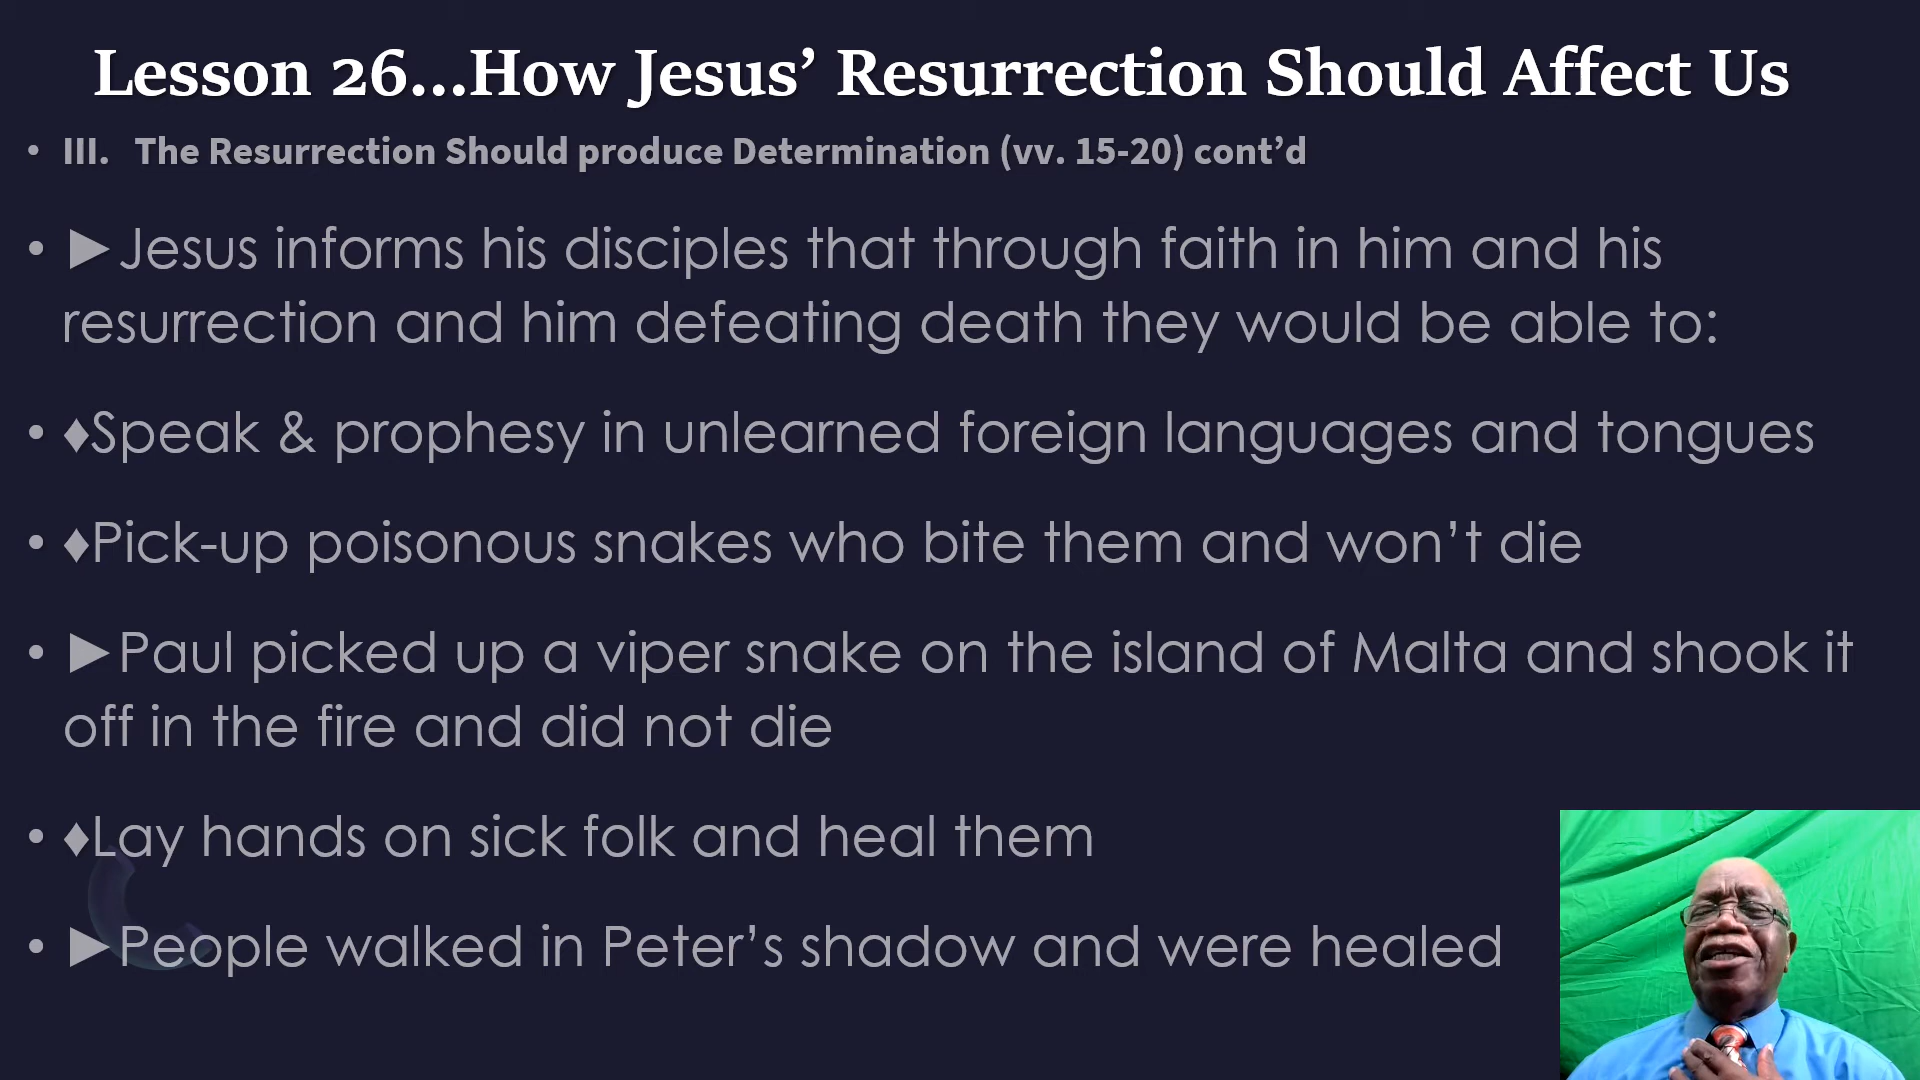 Lesson 26...How Jesus’ Resurrection Should Affect Us
• III. The Resurrection Should produce Determination (vv. 15-20) cont’d
• ►Jesus informs his disciples that through faith in him and his
resurrection and him defeating death they would be able to:
• ♦Speak & prophesy in unlearned foreign languages and tongues
• ♦Pick-up poisonous snakes who bite them and won’t die
• ►Paul picked up a viper snake on the island of Malta and shook it
off in the fire and did not die
• ♦Lay hands on sick folk and heal them
• ►People walked in Peter’s shadow and were healed